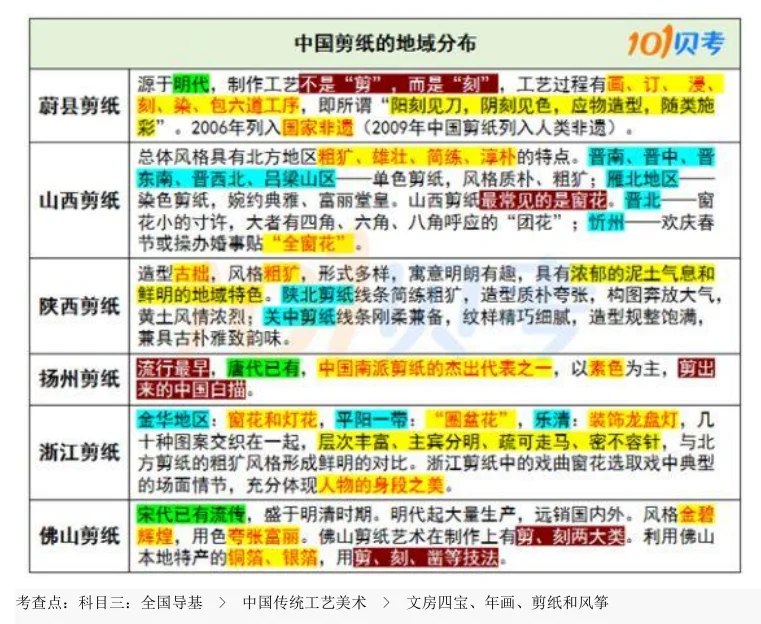 中国剪纸的地域分布
101贝考
蔚县剪纸
源于明代，制作工艺不是“剪”，而是“刻”，工艺过程有画、订、漫、
刻、染、包六道工序，即所谓“阳刻见刀，阴刻见色，应物造型，随类施
彩”。2006年列入国家非遗（2009年中国剪纸列入人类非遗）。
山西剪纸
总体风格具有北方地区粗犷、雄壮、简练、淳朴的特点。晋南、晋中、晋
东南、晋西北、吕梁山区——单色剪纸，风格质朴、粗犷；雁北地区——
染色剪纸，婉约典雅、富丽堂皇。山西剪纸最常见的是窗花。晋北——窗
花小的寸许，大者有四角、六角、八角呼应的“团花”；忻州——欢庆春
节或操办婚事贴“全窗花”。
陕西剪纸
造型古拙，风格粗犷，形式多样，寓意明朗有趣，具有浓郁的泥土气息和
鲜明的地域特色。陕北剪纸线条简练粗犷，造型质朴夸张，构图奔放大气，
黄土风情浓烈；关中剪纸线条刚柔兼备，纹样精巧细腻，造型规整饱满，
兼具古朴雅致韵味。
扬州剪纸
流行最早，唐代已有，中国南派剪纸的杰出代表之一，以素色为主，剪出
来的中国白描。
浙江剪纸
金华地区：窗花和灯花，平阳一带：“圈盆花”，乐清：装饰龙盘灯，几
十种图案交织在一起，层次丰富、主宾分明、疏可走马、密不容针，与北
方剪纸的粗犷风格形成鲜明的对比。浙江剪纸中的戏曲窗花选取戏中典型
的场面情节，充分体现人物的身段之美。
佛山剪纸
宋代已有流传，盛于明清时期。明代起大量生产，远销国内外。风格金碧
辉煌，用色夸张富丽。佛山剪纸艺术在制作上有剪、刻两大类。利用佛山
本地特产的铜箔、银箔，用剪、刻、凿等技法。
考查点：科目三：全国导基 > 中国传统工艺美术 > 文房四宝、年画、剪纸和风筝